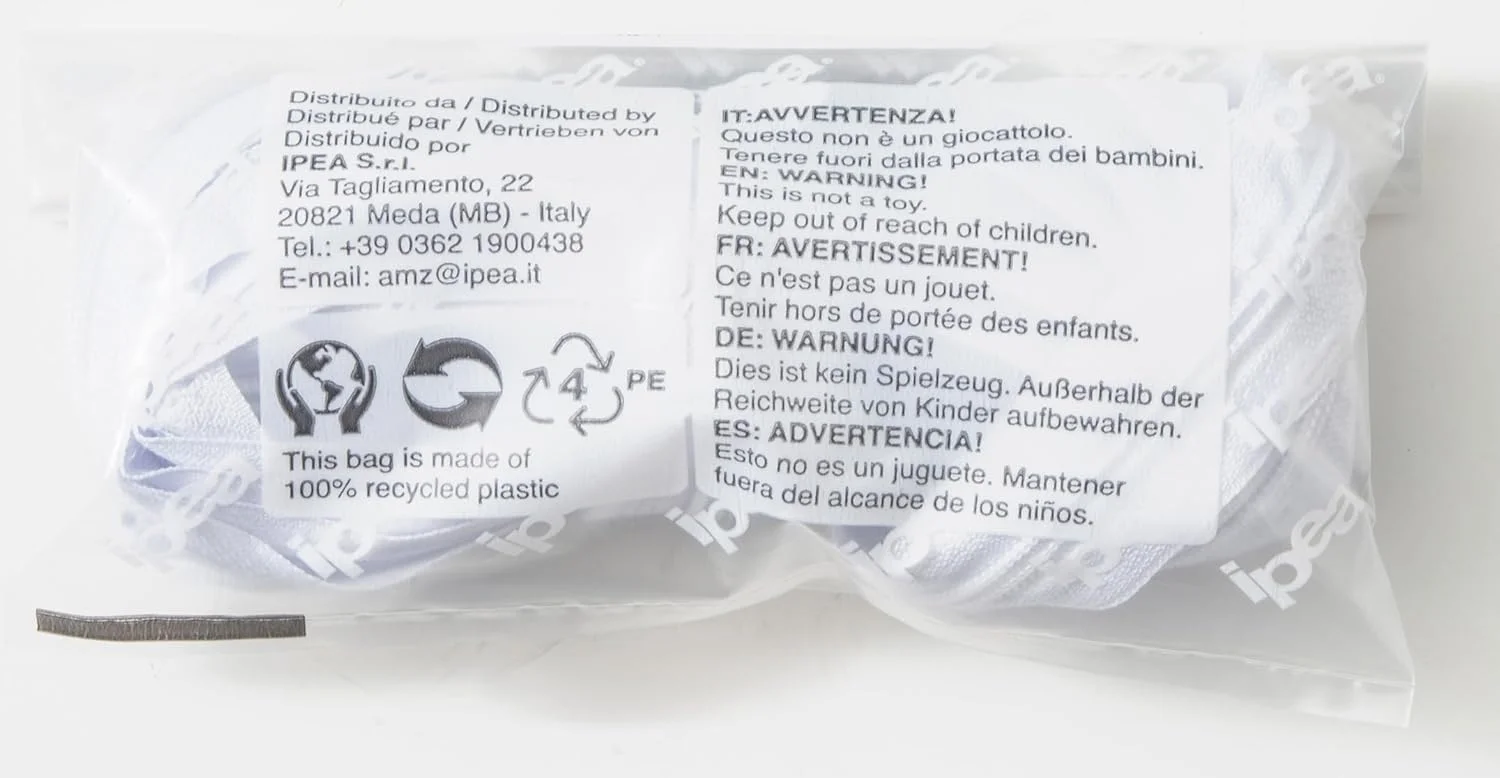 Distribuito da / Distributed by
Distribué par / Vertrieben von
Distribuido por
IPEA S.r.l.
Via Tagliamento, 22
20821 Meda (MB) - Italy
Tel.: +39 0362 1900438
E-mail: amz@ipea.it
4 PE
This bag is made of
100% recycled plastic
IT:AVVERTENZA!
Questo non è un giocattolo.
Tenere fuori dalla portata dei bambini.
EN: WARNING!
This is not a toy.
Keep out of reach of children.
FR: AVERTISSEMENT!
Ce n'est pas un jouet.
Tenir hors de portée des enfants.
DE: WARNUNG!
Dies ist kein Spielzeug. Außerhalb der
Reichweite von Kinder aufbewahren.
ES: ADVERTENCIA!
Esto no es un juguete. Mantener
fuera del alcance de los niños.
ipea